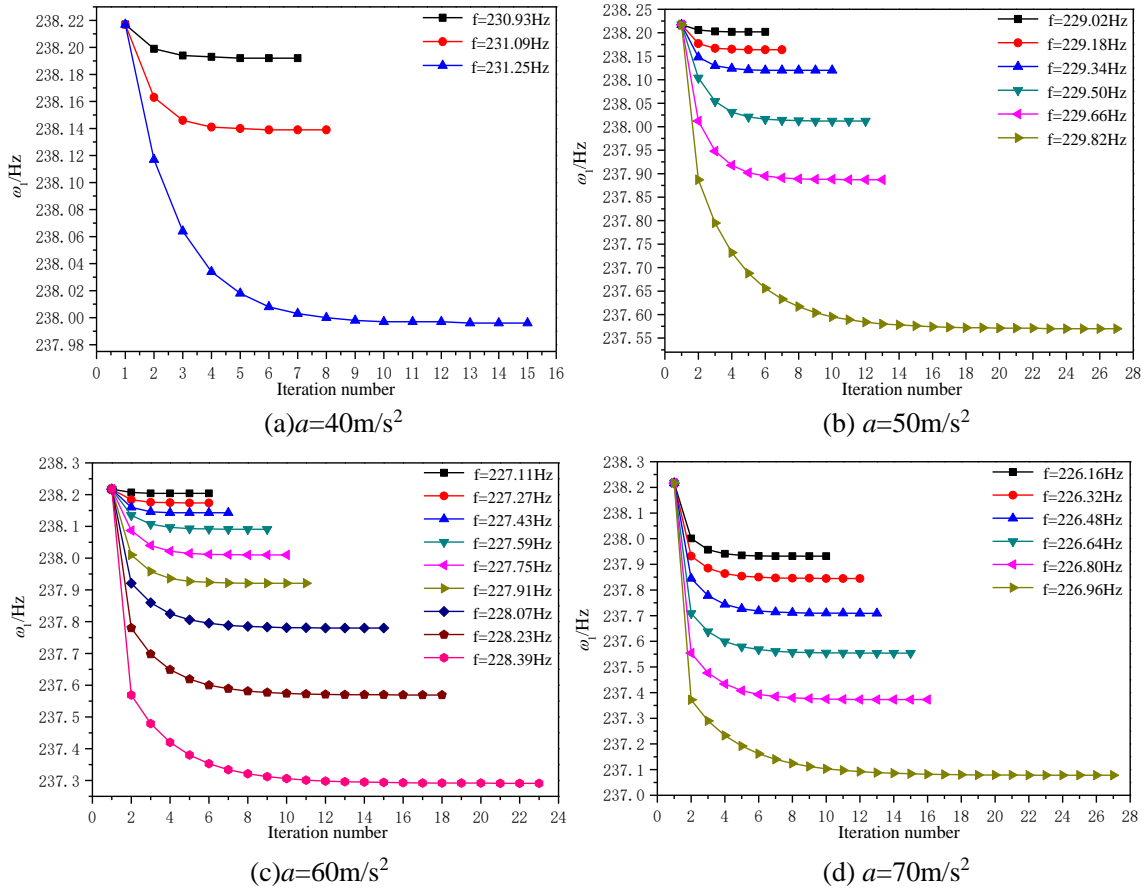 238.22
238.20
238.18
238.16
238.14
238.12
238.10
238.08
238.06
238.04
238.02
238.00
237.98
ω₁/Hz
f=230.93Hz
f=231.09Hz
f=231.25Hz
0 1 2 3 4 5 6 7 8 9 10 11 12 13 14 15 16
Iteration number
(a)a=40m/s²
238.25
238.20
238.15
238.10
238.05
238.00
237.95
237.90
237.85
237.80
237.75
237.70
237.65
237.60
237.55
ω₁/Hz
f=229.02Hz
f=229.18Hz
f=229.34Hz
f=229.50Hz
f=229.66Hz
f=229.82Hz
0 2 4 6 8 10 12 14 16 18 20 22 24 26 28
Iteration number
(b) a=50m/s²
238.3
238.2
238.1
238.0
237.9
237.8
237.7
237.6
237.5
237.4
237.3
ω₁/Hz
f=227.11Hz
f=227.27Hz
f=227.43Hz
f=227.59Hz
f=227.75Hz
f=227.91Hz
f=228.07Hz
f=228.23Hz
f=228.39Hz
0 2 4 6 8 10 12 14 16 18 20 22 24
Iteration number
(c)a=60m/s²
238.3
238.2
238.1
238.0
237.9
237.8
237.7
237.6
237.5
237.4
237.3
237.2
237.1
237.0
ω₁/Hz
f=226.16Hz
f=226.32Hz
f=226.48Hz
f=226.64Hz
f=226.80Hz
f=226.96Hz
0 2 4 6 8 10 12 14 16 18 20 22 24 26 28
Iteration number
(d) a=70m/s²